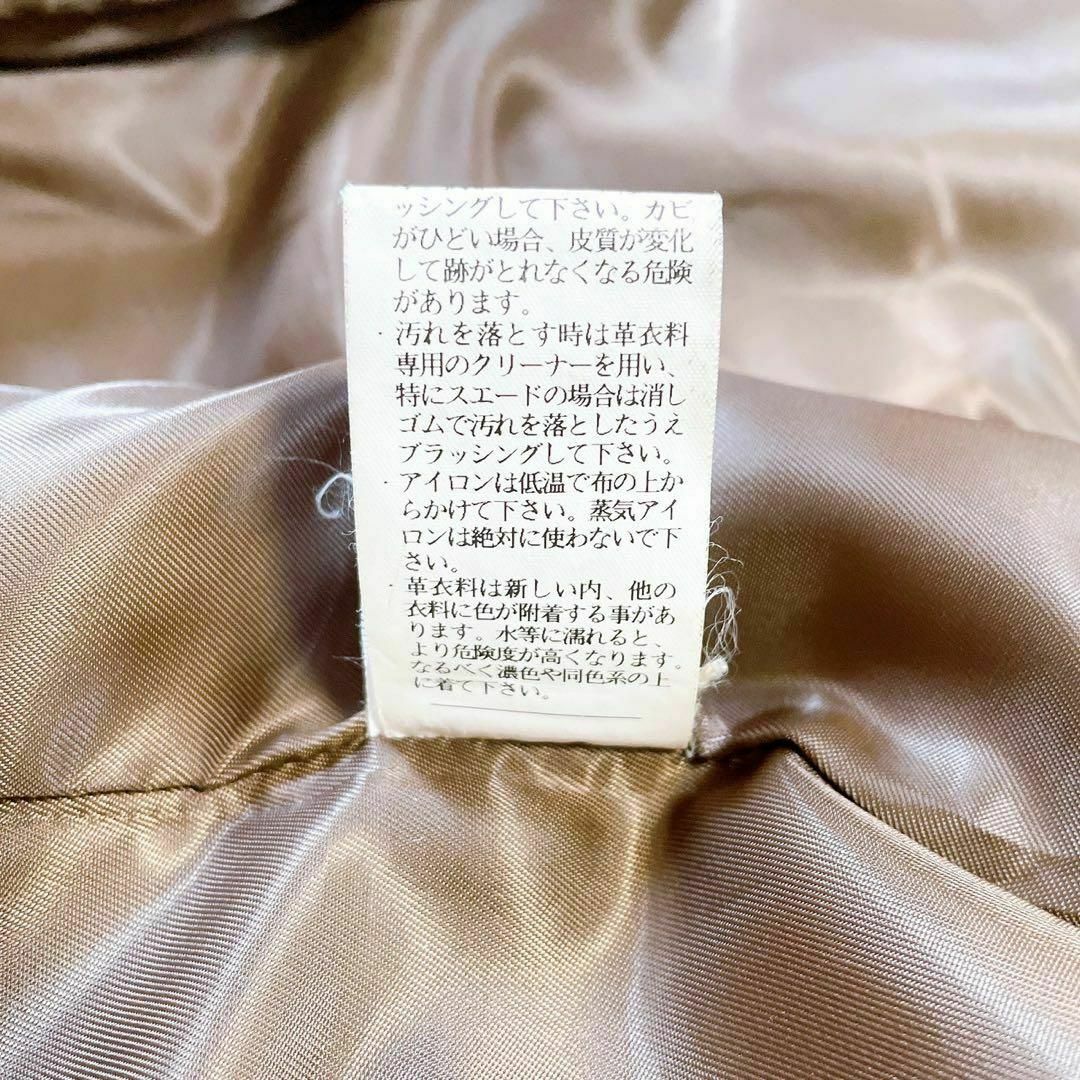 ッシングして下さい。カビ
がひどい場合、皮質が変化
して跡がとれなくなる危険
があります。
・汚れを落とす時は革衣料
専用のクリーナーを用い、
特にスエードの場合は消し
ゴムで汚れを落としたうえ
ブラッシングして下さい。
・アイロンは低温で布の上か
らかけて下さい。蒸気アイ
ロンは絶対に使わないで下
さい。
・革衣料は新しい内、他の
衣料に色が附着する事があ
ります。水等に濡れると、
より危険度が高くなります。
なるべく濃色や同色系の上
に着て下さい。